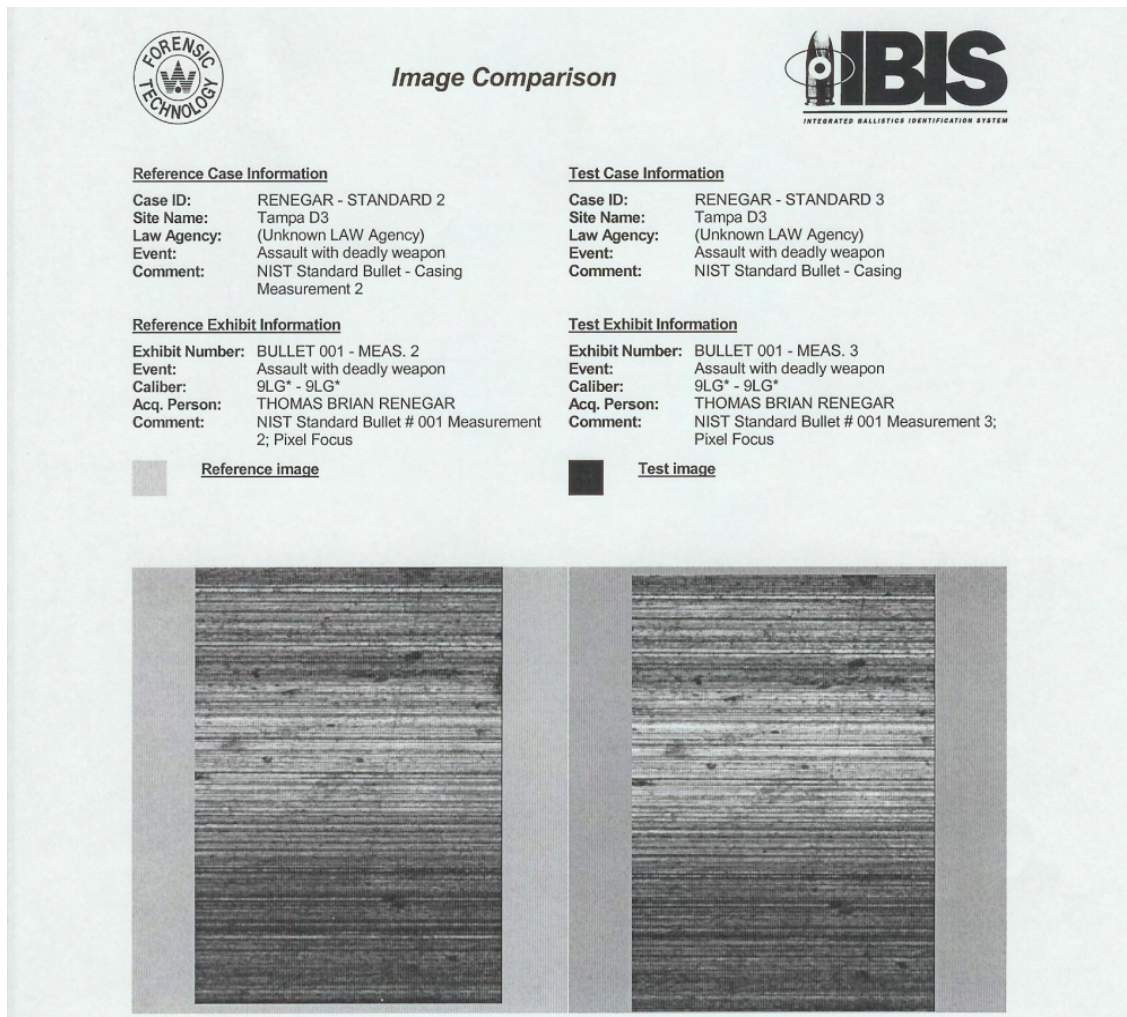 FORENSIC TECHNOLOGY
Image Comparison
IBIS
INTEGRATED BALLISTICS IDENTIFICATION SYSTEM
Reference Case Information
Case ID: RENEGAR - STANDARD 2
Site Name: Tampa D3
Law Agency: (Unknown LAW Agency)
Event: Assault with deadly weapon
Comment: NIST Standard Bullet - Casing
Measurement 2
Test Case Information
Case ID: RENEGAR - STANDARD 3
Site Name: Tampa D3
Law Agency: (Unknown LAW Agency)
Event: Assault with deadly weapon
Comment: NIST Standard Bullet - Casing
Reference Exhibit Information
Exhibit Number: BULLET 001 - MEAS. 2
Event: Assault with deadly weapon
Caliber: 9LG* - 9LG*
Acq. Person: THOMAS BRIAN RENEGAR
Comment: NIST Standard Bullet # 001 Measurement
2; Pixel Focus
Test Exhibit Information
Exhibit Number: BULLET 001 - MEAS. 3
Event: Assault with deadly weapon
Caliber: 9LG* - 9LG*
Acq. Person: THOMAS BRIAN RENEGAR
Comment: NIST Standard Bullet # 001 Measurement 3;
Pixel Focus
Reference image
Test image